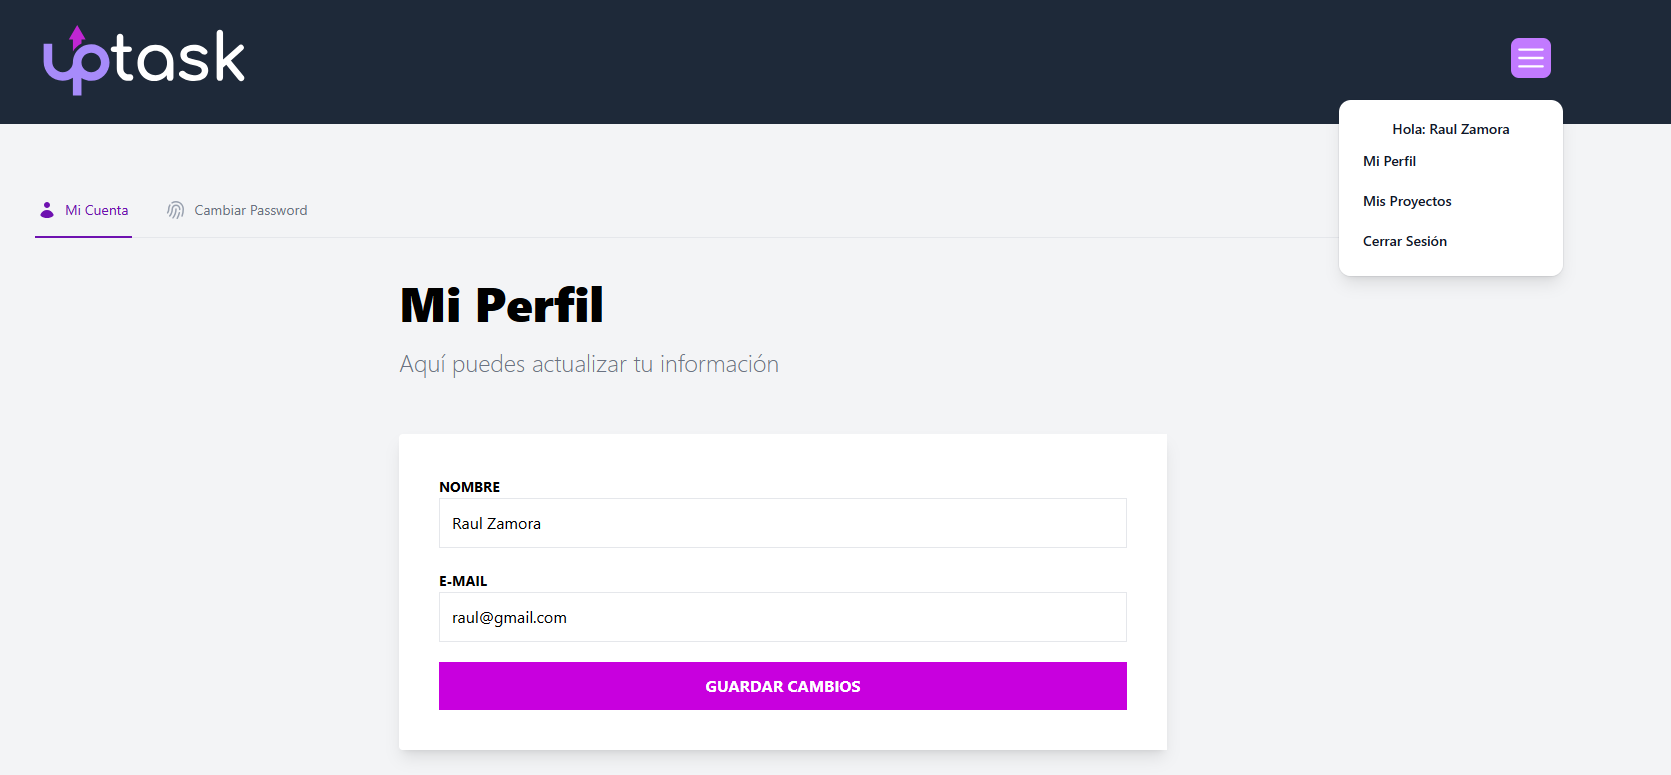 uptask
Hola: Raul Zamora
Mi Perfil
Mis Proyectos
Cerrar Sesión
Mi Cuenta
Cambiar Password
Mi Perfil
Aquí puedes actualizar tu información
NOMBRE
Raul Zamora
E-MAIL
raul@gmail.com
GUARDAR CAMBIOS